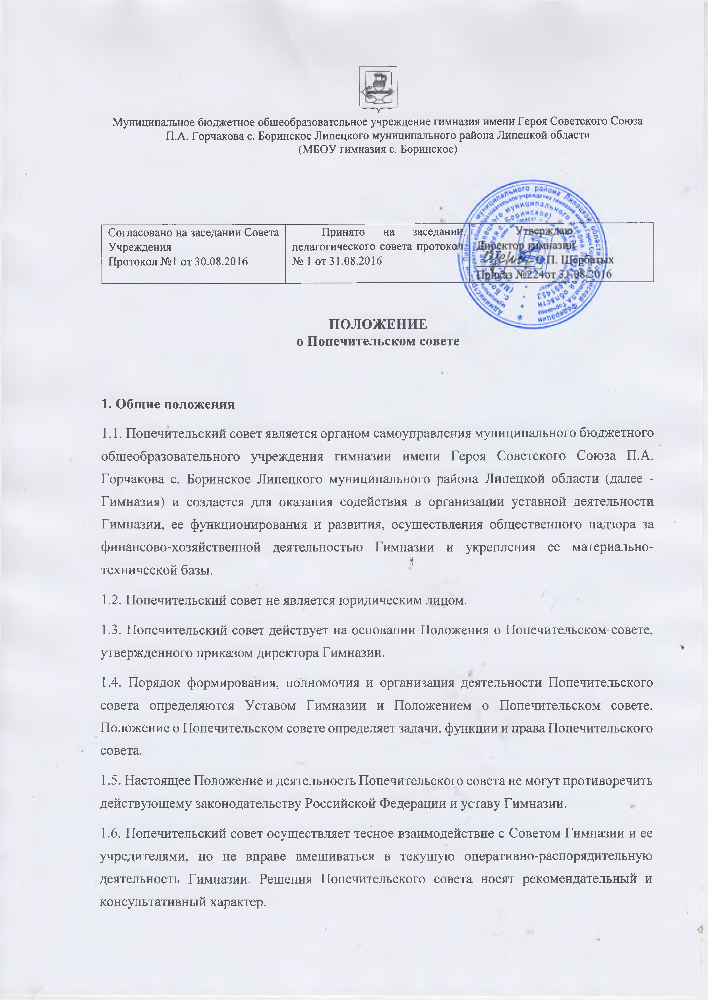 Муниципальное бюджетное общеобразовательное учреждение гимназия имени Героя Советского Союза
П.А. Горчакова с. Боринское Липецкого муниципального района Липецкой области
(МБОУ гимназия с. Боринское)
Согласовано на заседании Совета
Учреждения
Протокол №1 от 30.08.2016
Принято на заседании
педагогического совета протокол
№ 1 от 31.08.2016
Утверждаю
Директор гимназии
С.П. Щербатых
Приказ №224от 31.08.2016
ПОЛОЖЕНИЕ
о Попечительском совете
1. Общие положения
1.1. Попечительский совет является органом самоуправления муниципального бюджетного
общеобразовательного учреждения гимназии имени Героя Советского Союза П.А.
Горчакова с. Боринское Липецкого муниципального района Липецкой области (далее -
Гимназия) и создается для оказания содействия в организации уставной деятельности
Гимназии, ее функционирования и развития, осуществления общественного надзора за
финансово-хозяйственной деятельностью Гимназии и укрепления ее материально-
технической базы.
1.2. Попечительский совет не является юридическим лицом.
1.3. Попечительский совет действует на основании Положения о Попечительском совете,
утвержденного приказом директора Гимназии.
1.4. Порядок формирования, полномочия и организация деятельности Попечительского
совета определяются Уставом Гимназии и Положением о Попечительском совете.
Положение о Попечительском совете определяет задачи, функции и права Попечительского
совета.
1.5. Настоящее Положение и деятельность Попечительского совета не могут противоречить
действующему законодательству Российской Федерации и уставу Гимназии.
1.6. Попечительский совет осуществляет тесное взаимодействие с Советом Гимназии и ее
учредителями, но не вправе вмешиваться в текущую оперативно-распорядительную
деятельность Гимназии. Решения Попечительского совета носят рекомендательный и
консультативный характер.